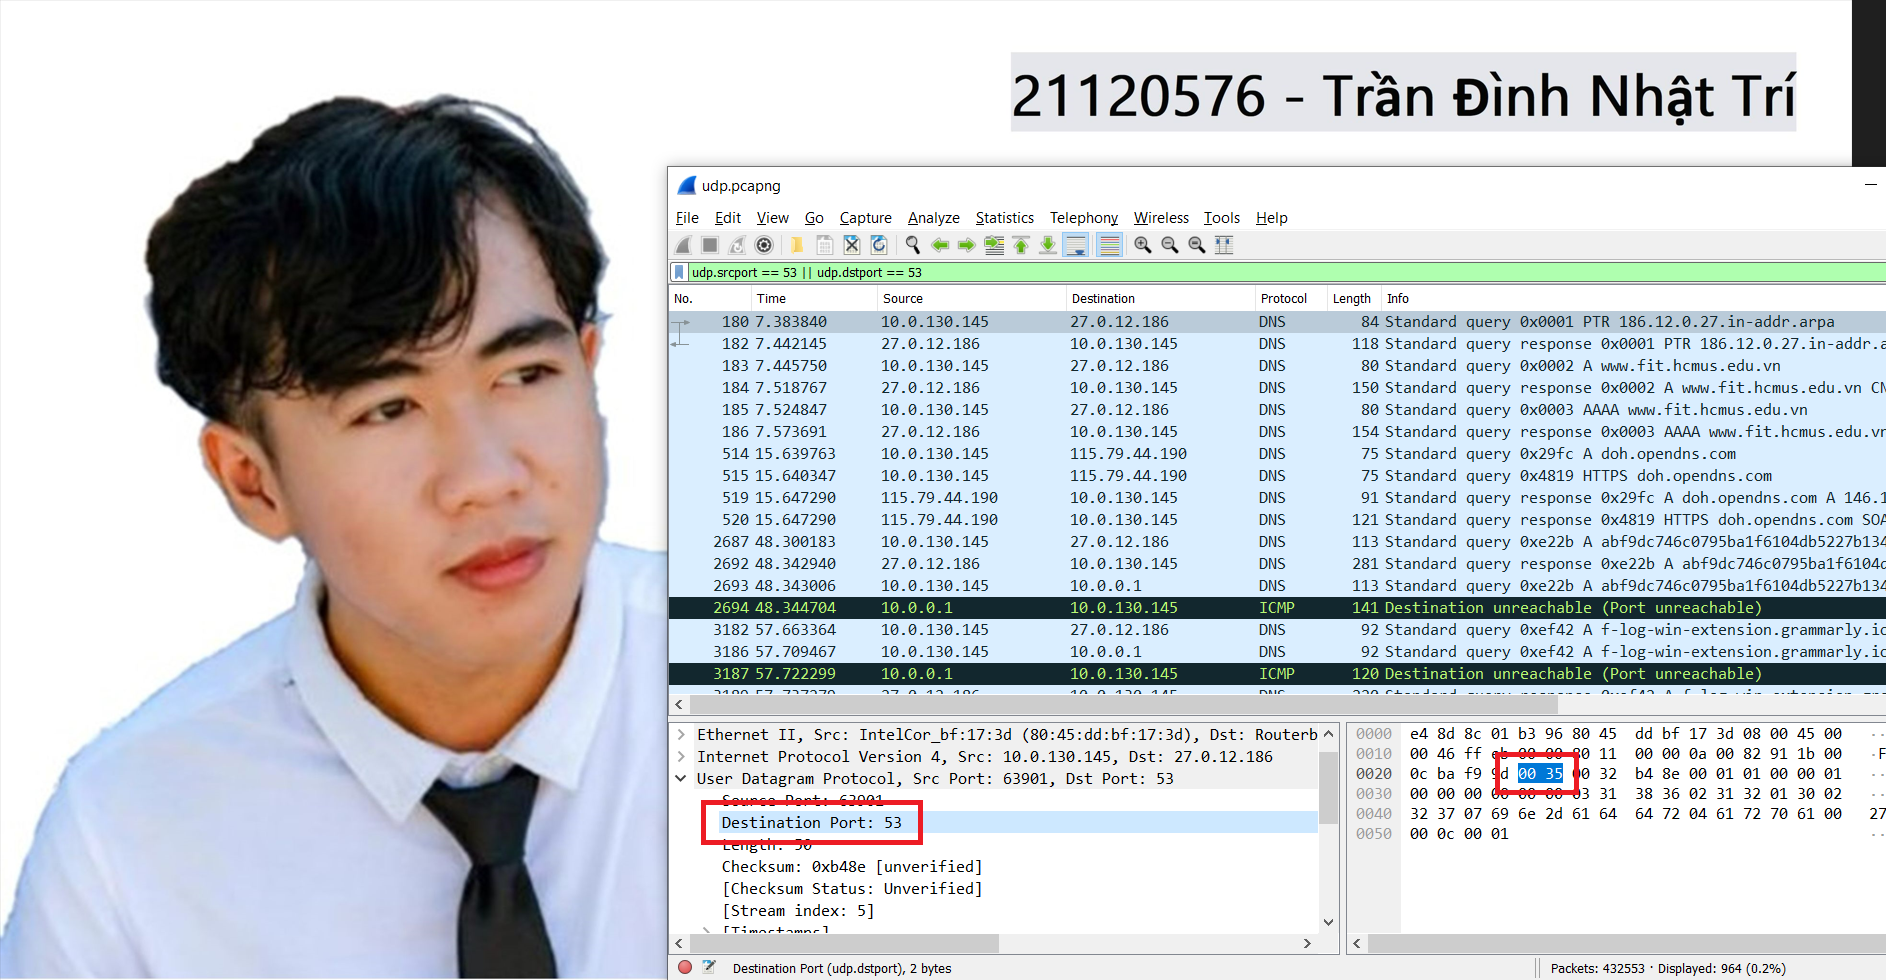 21120576 - Trần Đình Nhật Trí
udp.pcapng
File Edit View Go Capture Analyze Statistics Telephony Wireless Tools Help
udp.srcport == 53 || udp.dstport == 53
No. Time Source Destination Protocol Length Info
180 7.383840 10.0.130.145 27.0.12.186 DNS 84 Standard query 0x0001 PTR 186.12.0.27.in-addr.arpa
182 7.442145 27.0.12.186 10.0.130.145 DNS 118 Standard query response 0x0001 PTR 186.12.0.27.in-addr.a
183 7.445750 10.0.130.145 27.0.12.186 DNS 80 Standard query 0x0002 A www.fit.hcmus.edu.vn
184 7.518767 27.0.12.186 10.0.130.145 DNS 150 Standard query response 0x0002 A www.fit.hcmus.edu.vn CN
185 7.524847 10.0.130.145 27.0.12.186 DNS 80 Standard query 0x0003 AAAA www.fit.hcmus.edu.vn
186 7.573691 27.0.12.186 10.0.130.145 DNS 154 Standard query response 0x0003 AAAA www.fit.hcmus.edu.vn
514 15.639763 10.0.130.145 115.79.44.190 DNS 75 Standard query 0x29fc A doh.opendns.com
515 15.640347 10.0.130.145 115.79.44.190 DNS 75 Standard query 0x4819 HTTPS doh.opendns.com
519 15.647290 115.79.44.190 10.0.130.145 DNS 91 Standard query response 0x29fc A doh.opendns.com A 146.1
520 15.647290 115.79.44.190 10.0.130.145 DNS 121 Standard query response 0x4819 HTTPS doh.opendns.com SOA
2687 48.300183 10.0.130.145 27.0.12.186 DNS 113 Standard query 0xe22b A abf9dc746c0795ba1f6104db5227b134
2692 48.342940 27.0.12.186 10.0.130.145 DNS 281 Standard query response 0xe22b A abf9dc746c0795ba1f6104d
2693 48.343006 10.0.130.145 10.0.0.1 DNS 113 Standard query 0xe22b A abf9dc746c0795ba1f6104db5227b134
2694 48.344704 10.0.0.1 10.0.130.145 ICMP 141 Destination unreachable (Port unreachable)
3182 57.663364 10.0.130.145 27.0.12.186 DNS 92 Standard query 0xef42 A f-log-win-extension.grammarly.ic
3186 57.709467 10.0.130.145 10.0.0.1 DNS 92 Standard query 0xef42 A f-log-win-extension.grammarly.ic
3187 57.722299 10.0.0.1 10.0.130.145 ICMP 120 Destination unreachable (Port unreachable)
Ethernet II, Src: IntelCor_bf:17:3d (80:45:dd:bf:17:3d), Dst: Routerb
Internet Protocol Version 4, Src: 10.0.130.145, Dst: 27.0.12.186
User Datagram Protocol, Src Port: 63901, Dst Port: 53
Source Port: 63901
Destination Port: 53
Length: 50
Checksum: 0xb48e [unverified]
[Checksum Status: Unverified]
[Stream index: 5]
[Timestamps]
0000 e4 8d 8c 01 b3 96 80 45 dd bf 17 3d 08 00 45 00
0010 00 46 ff eb 00 00 80 11 00 00 0a 00 82 91 1b 00 ·F
0020 0c ba f9 9d 00 35 00 32 b4 8e 00 01 01 00 00 01
0030 00 00 00 00 00 00 03 31 38 36 02 31 32 01 30 02
0040 32 37 07 69 6e 2d 61 64 64 72 04 61 72 70 61 00 27
0050 00 0c 00 01
Destination Port (udp.dstport), 2 bytes Packets: 432553 · Displayed: 964 (0.2%)